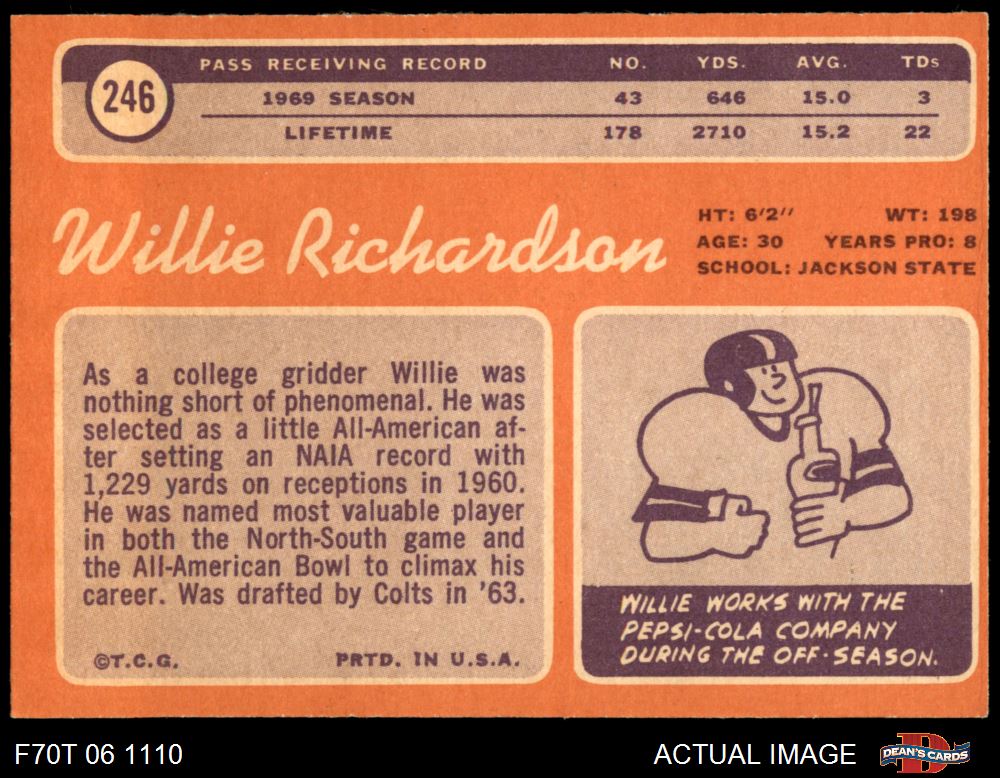 246
PASS RECEIVING RECORD NO. YDS. AVG. TDs
1969 SEASON 43 646 15.0 3
LIFETIME 178 2710 15.2 22
Willie Richardson
HT: 6'2" WT: 198
AGE: 30 YEARS PRO: 8
SCHOOL: JACKSON STATE
As a college gridder Willie was
nothing short of phenomenal. He was
selected as a little All-American af-
ter setting an NAIA record with
1,229 yards on receptions in 1960.
He was named most valuable player
in both the North-South game and
the All-American Bowl to climax his
career. Was drafted by Colts in '63.
©T.C.G. PRTD. IN U.S.A.
WILLIE WORKS WITH THE
PEPSI-COLA COMPANY
DURING THE OFF-SEASON.
F70T 06 1110 ACTUAL IMAGE
D
DEAN'S CARDS